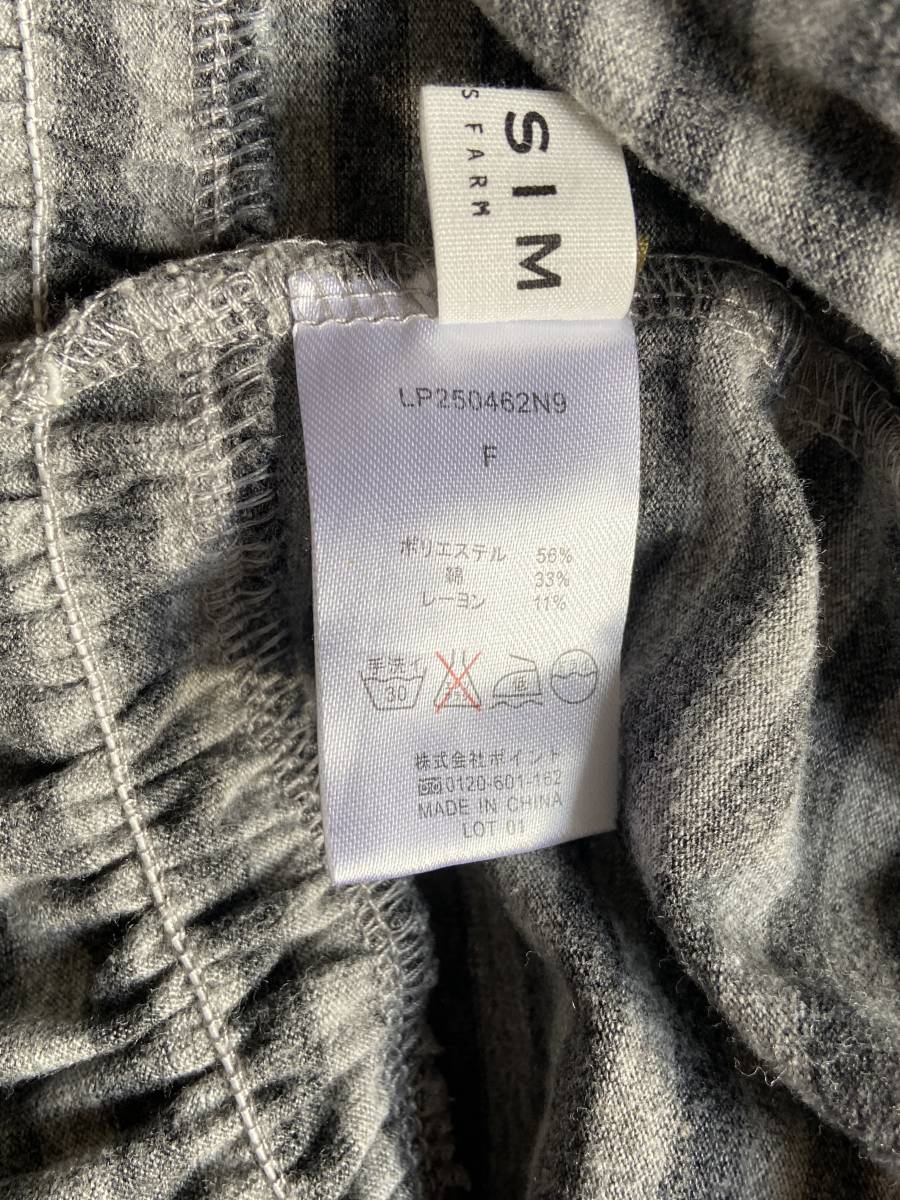 SIM
S FARM
LP250462N9
F
ポリエステル 56%
綿 33%
レーヨン 11%
手洗イ
30
株式会社ポイント
0120-601-162
MADE IN CHINA
LOT 01